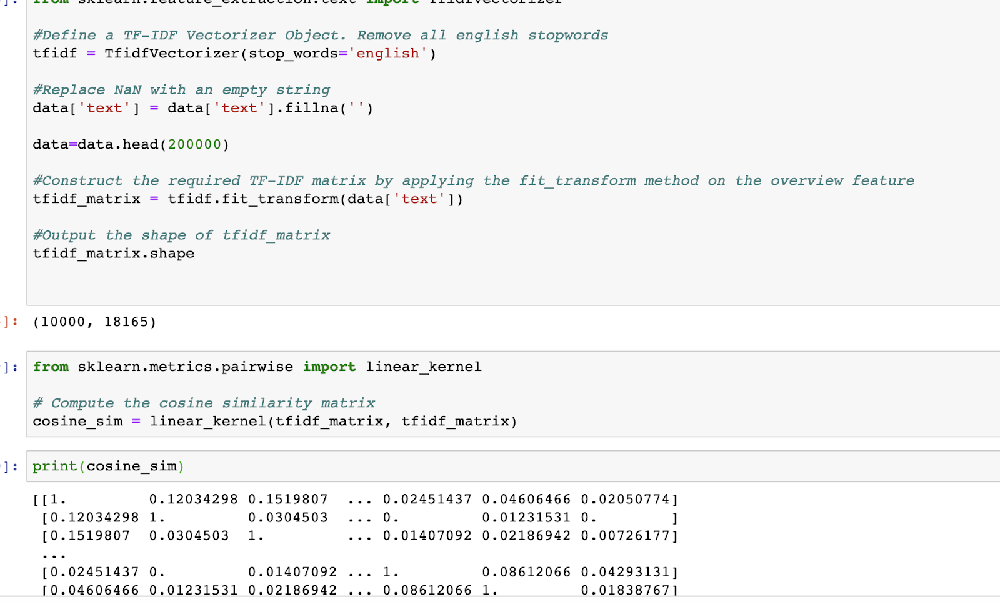 ]:
from sklearn.feature_extraction.text import TfidfVectorizer
#Define a TF-IDF Vectorizer Object. Remove all english stopwords
tfidf = TfidfVectorizer(stop_words='english')
#Replace NaN with an empty string
data['text'] = data['text'].fillna('')
data=data.head(200000)
#Construct the required TF-IDF matrix by applying the fit_transform method on the overview feature
tfidf_matrix = tfidf.fit_transform(data['text'])
#Output the shape of tfidf_matrix
tfidf_matrix.shape
]: (10000, 18165)
]: from sklearn.metrics.pairwise import linear_kernel
# Compute the cosine similarity matrix
cosine_sim = linear_kernel(tfidf_matrix, tfidf_matrix)
]: print(cosine_sim)
[[1.         0.12034298 0.1519807  ... 0.02451437 0.04606466 0.02050774]
 [0.12034298 1.         0.0304503  ... 0.         0.01231531 0.        ]
 [0.1519807  0.0304503  1.         ... 0.01407092 0.02186942 0.00726177]
 ...
 [0.02451437 0.         0.01407092 ... 1.         0.08612066 0.04293131]
 [0.04606466 0.01231531 0.02186942 ... 0.08612066 1.         0.01838767]